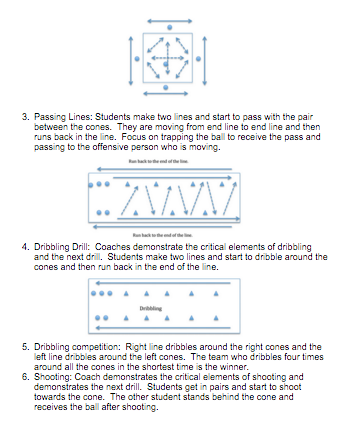 3. Passing Lines: Students make two lines and start to pass with the pair
between the cones. They are moving from end line to end line and then
runs back in the line. Focus on trapping the ball to receive the pass and
passing to the offensive person who is moving.
Run back to the end of the line
Run back to the end of the line
4. Dribbling Drill: Coaches demonstrate the critical elements of dribbling
and the next drill. Students make two lines and start to dribble around the
cones and then run back in the end of the line.
Dribbling
5. Dribbling competition: Right line dribbles around the right cones and the
left line dribbles around the left cones. The team who dribbles four times
around all the cones in the shortest time is the winner.
6. Shooting: Coach demonstrates the critical elements of shooting and
demonstrates the next drill. Students get in pairs and start to shoot
towards the cone. The other student stands behind the cone and
receives the ball after shooting.